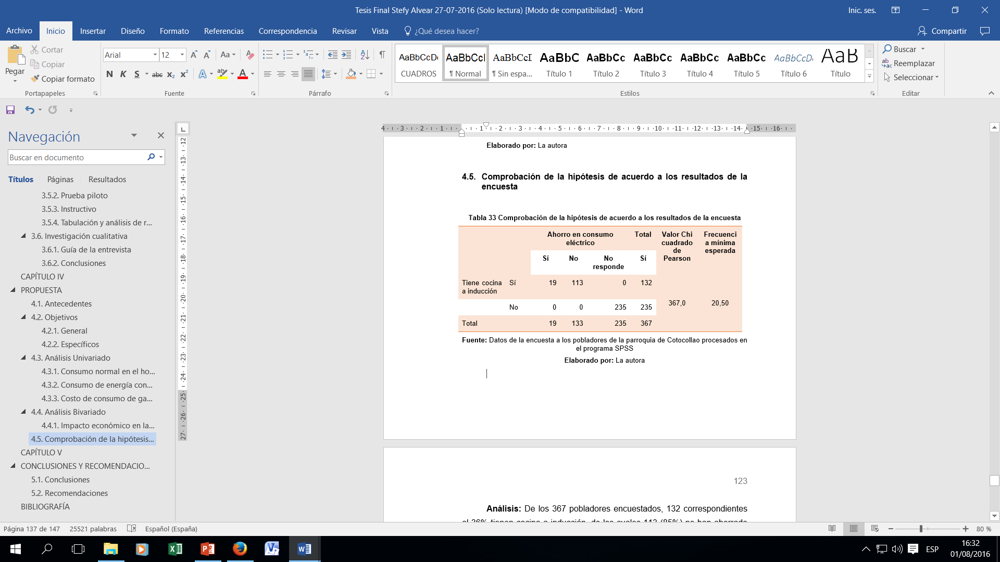 Tesis Final Stefy Alvear 27-07-2016 (Solo lectura) [Modo de compatibilidad] - Word
Inic. ses.
Archivo Inicio Insertar Diseño Formato Referencias Correspondencia Revisar Vista ¿Qué desea hacer? Compartir
Pegar
Cortar
Copiar
Copiar formato
Portapapeles
Arial 12
N K S abc x₂ x²
Fuente
Párrafo
AaBbCcDc AaBbCcI AaBbCcI AaBbC AaBbCc AaBbCc AaBbCc AaBbCc AaBbCcDc AaB
CUADROS ¶ Normal ¶ Sin espa... Título 1 Título 2 Título 3 Título 4 Título 5 Título 6 Título
Estilos
Buscar
Reemplazar
Seleccionar
Editar
Navegación
Buscar en documento
Títulos Páginas Resultados
3.5.2. Prueba piloto
3.5.3. Instructivo
3.5.4. Tabulación y análisis de r...
3.6. Investigación cualitativa
3.6.1. Guía de la entrevista
3.6.2. Conclusiones
CAPÍTULO IV
PROPUESTA
4.1. Antecedentes
4.2. Objetivos
4.2.1. General
4.2.2. Específicos
4.3. Análisis Univariado
4.3.1. Consumo normal en el ho...
4.3.2. Consumo de energía con...
4.3.3. Costo de consumo de ga...
4.4. Análisis Bivariado
4.4.1. Impacto económico en la...
4.5. Comprobación de la hipótesis...
CAPÍTULO V
CONCLUSIONES Y RECOMENDACIO...
5.1. Conclusiones
5.2. Recomendaciones
BIBLIOGRAFÍA
Elaborado por: La autora
4.5. Comprobación de la hipótesis de acuerdo a los resultados de la
encuesta
Tabla 33 Comprobación de la hipótesis de acuerdo a los resultados de la encuesta
Ahorro en consumo
eléctrico
Total
Valor Chi
cuadrado
de
Pearson
Frecuenci
a mínima
esperada
Sí No No
responde
Sí
Tiene cocina
a inducción
Sí 19 113 0 132
367,0 20,50
No 0 0 235 235
Total 19 133 235 367
Fuente: Datos de la encuesta a los pobladores de la parroquia de Cotocollao procesados en
el programa SPSS
Elaborado por: La autora
123
Análisis: De los 367 pobladores encuestados, 132 correspondientes
al 36% tienen cocina a inducción, de los cuales 113 (85%) no han ahorrado
Página 137 de 147 25521 palabras Español (España) 80 %
ESP
16:32
01/08/2016